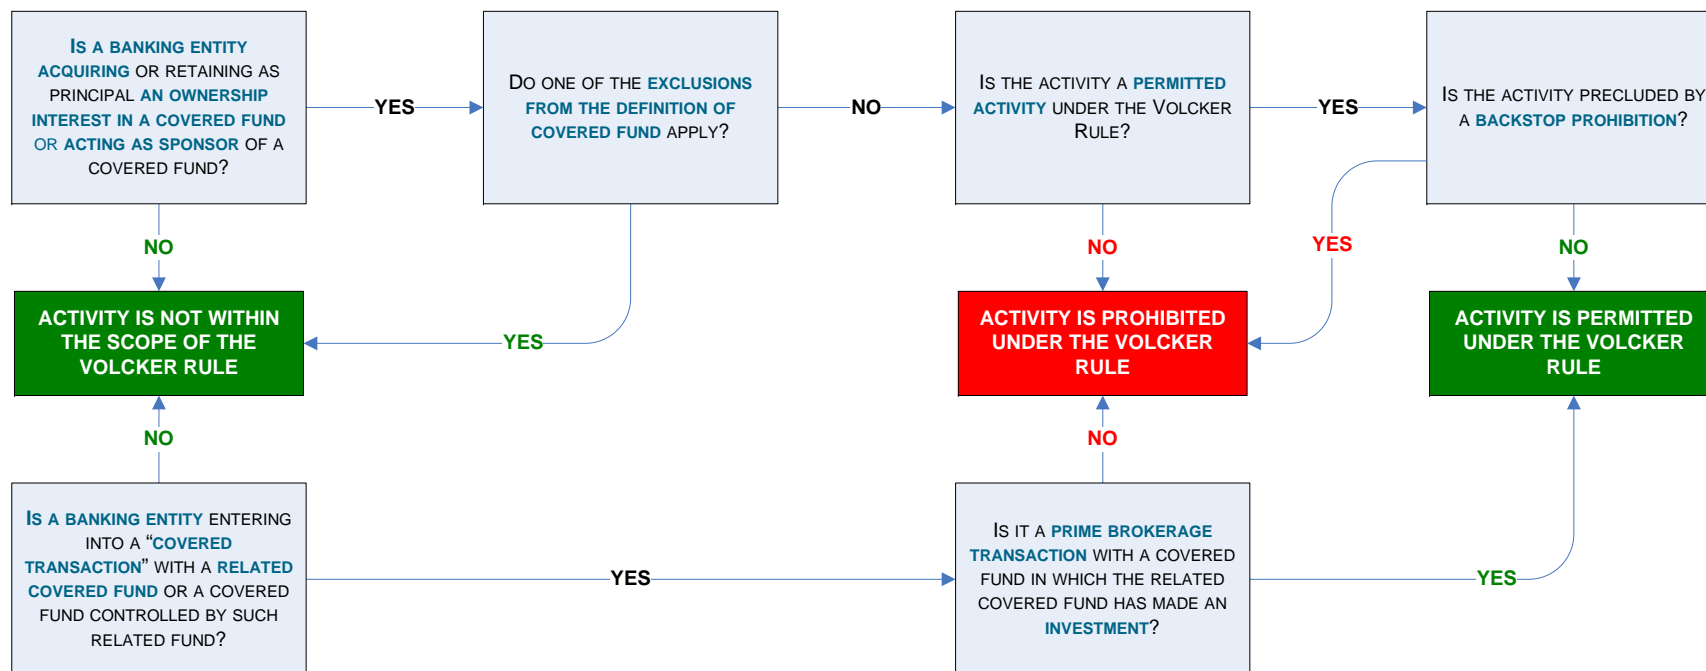 IS A BANKING ENTITY
ACQUIRING OR RETAINING AS
PRINCIPAL AN OWNERSHIP
INTEREST IN A COVERED FUND
OR ACTING AS SPONSOR OF A
COVERED FUND?
YES
DO ONE OF THE EXCLUSIONS
FROM THE DEFINITION OF
COVERED FUND APPLY?
NO
IS THE ACTIVITY A PERMITTED
ACTIVITY UNDER THE VOLCKER
RULE?
YES
IS THE ACTIVITY PRECLUDED BY
A BACKSTOP PROHIBITION?
NO
NO
YES
NO
ACTIVITY IS NOT WITHIN
THE SCOPE OF THE
VOLCKER RULE
YES
ACTIVITY IS PROHIBITED
UNDER THE VOLCKER
RULE
ACTIVITY IS PERMITTED
UNDER THE VOLCKER
RULE
NO
NO
IS A BANKING ENTITY ENTERING
INTO A “COVERED
TRANSACTION” WITH A RELATED
COVERED FUND OR A COVERED
FUND CONTROLLED BY SUCH
RELATED FUND?
YES
IS IT A PRIME BROKERAGE
TRANSACTION WITH A COVERED
FUND IN WHICH THE RELATED
COVERED FUND HAS MADE AN
INVESTMENT?
YES